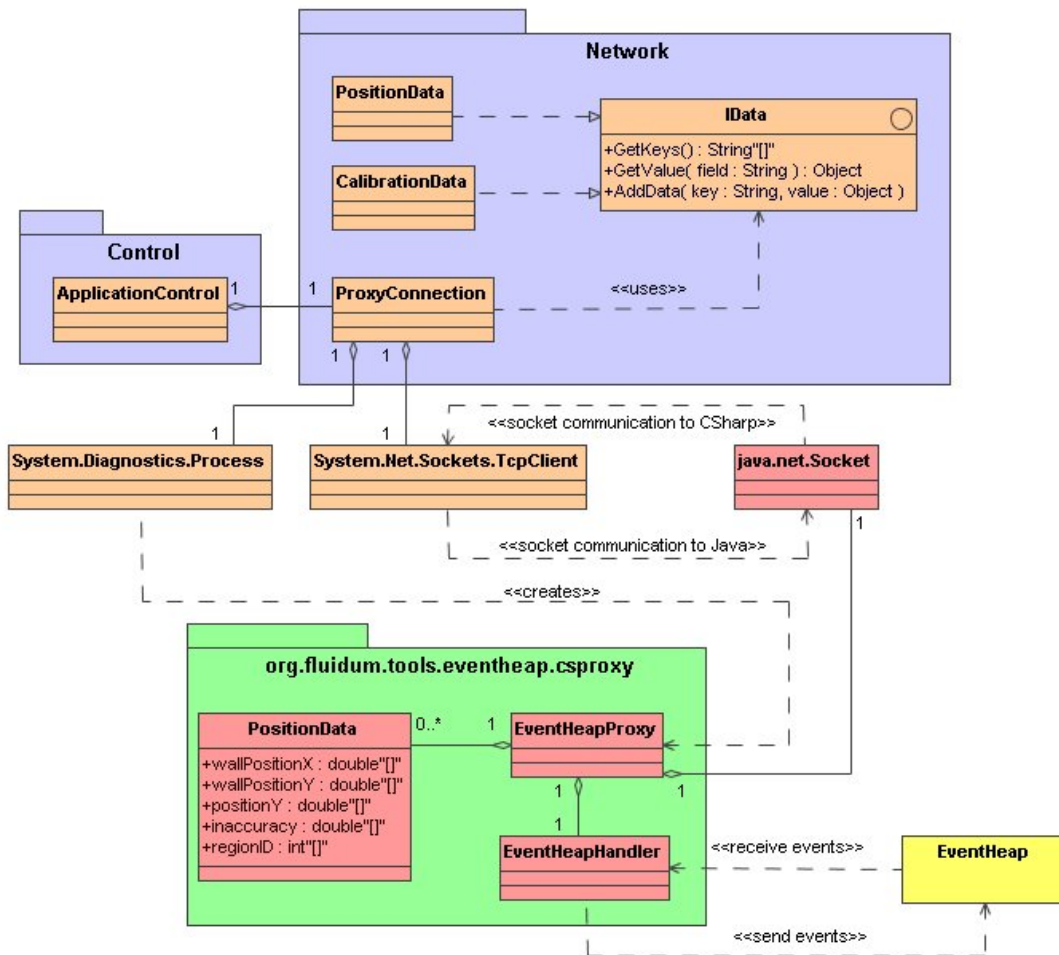 Network
PositionData
IData
+GetKeys() : String"[]"
+GetValue( field : String ) : Object
+AddData( key : String, value : Object )
CalibrationData
Control
ApplicationControl
1
1
ProxyConnection
<<uses>>
1
1
1
1
<<socket communication to CSharp>>
System.Diagnostics.Process
System.Net.Sockets.TcpClient
java.net.Socket
1
<<socket communication to Java>>
<<creates>>
org.fluidum.tools.eventheap.csproxy
PositionData
0..*
1
EventHeapProxy
+wallPositionX : double"[]"
+wallPositionY : double"[]"
+positionY : double"[]"
+inaccuracy : double"[]"
+regionID : int"[]"
1
1
1
EventHeapHandler
<<receive events>>
EventHeap
<<send events>>